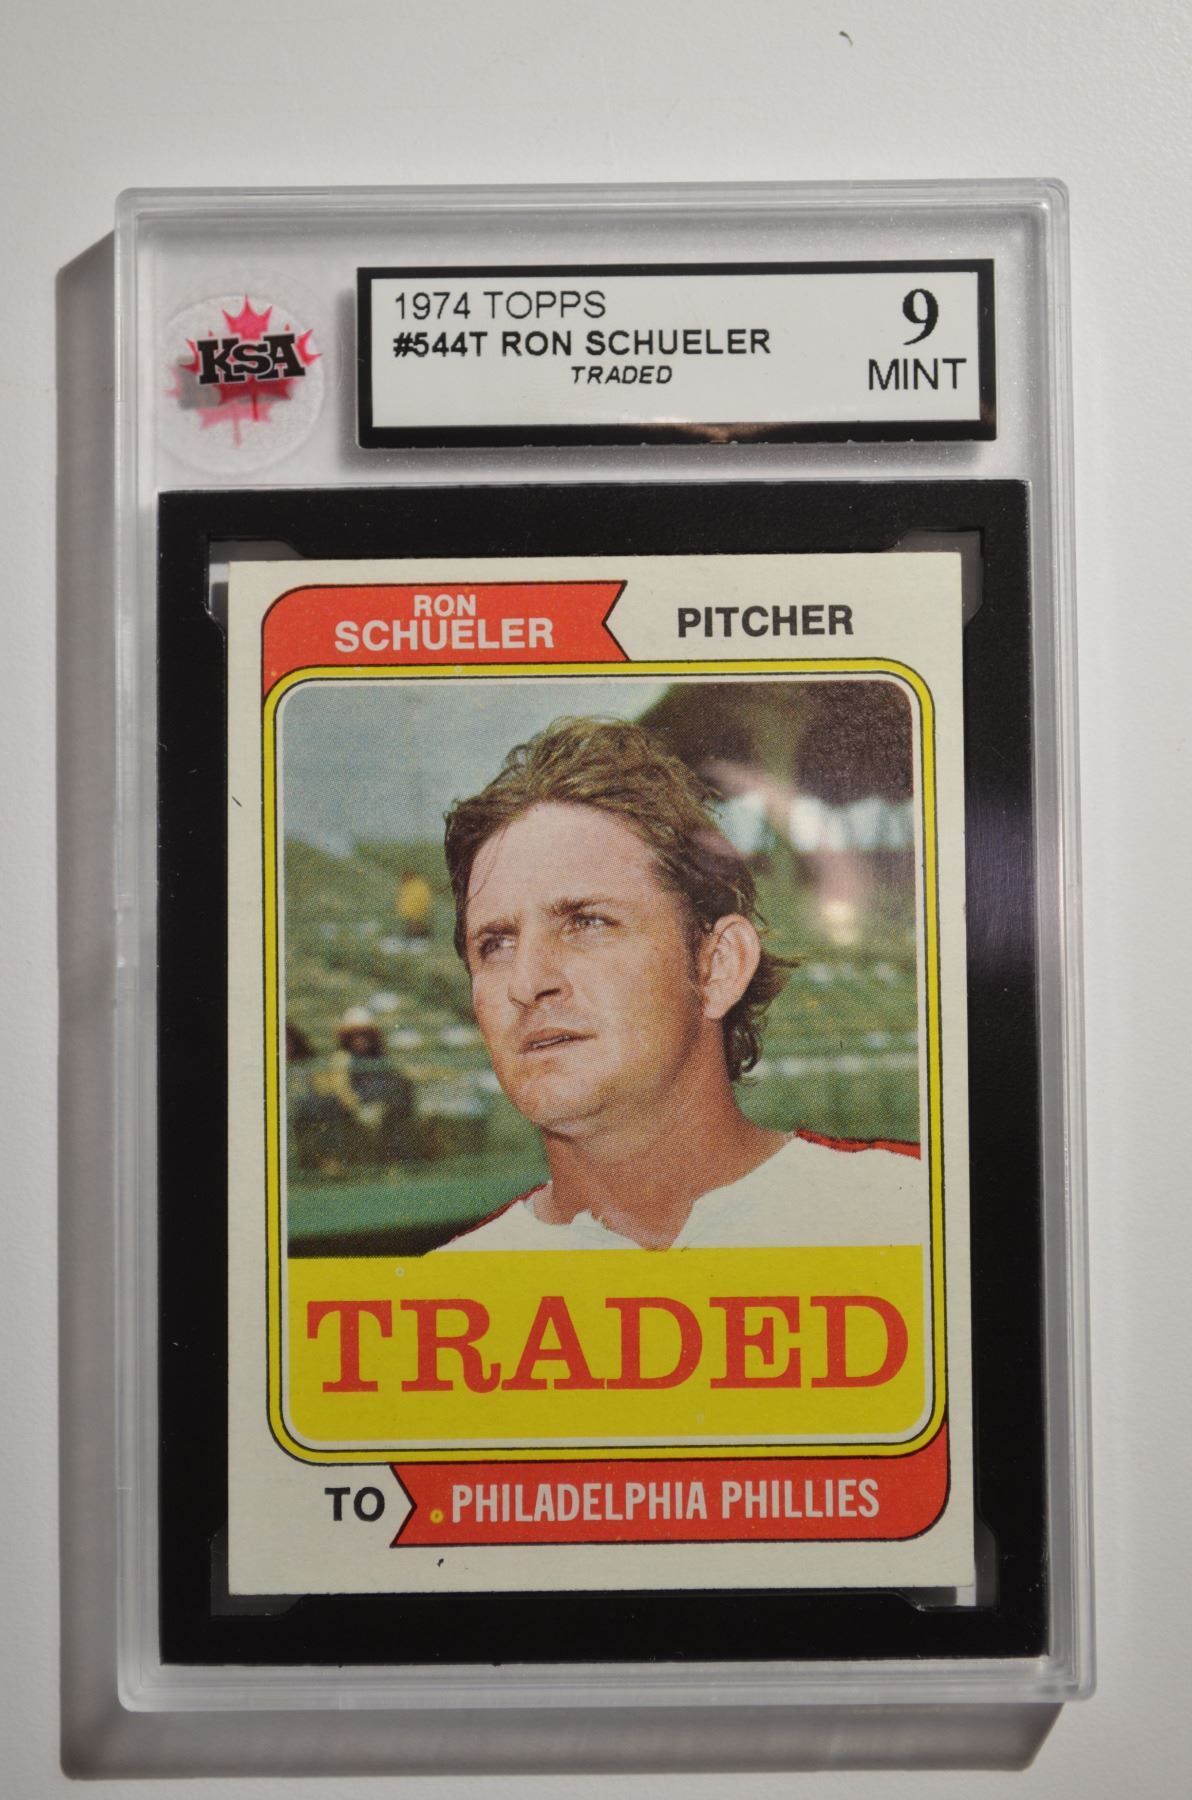 KSA
1974 TOPPS
#544T RON SCHUELER
TRADED
9
MINT
RON
SCHUELER
PITCHER
TRADED
TO PHILADELPHIA PHILLIES